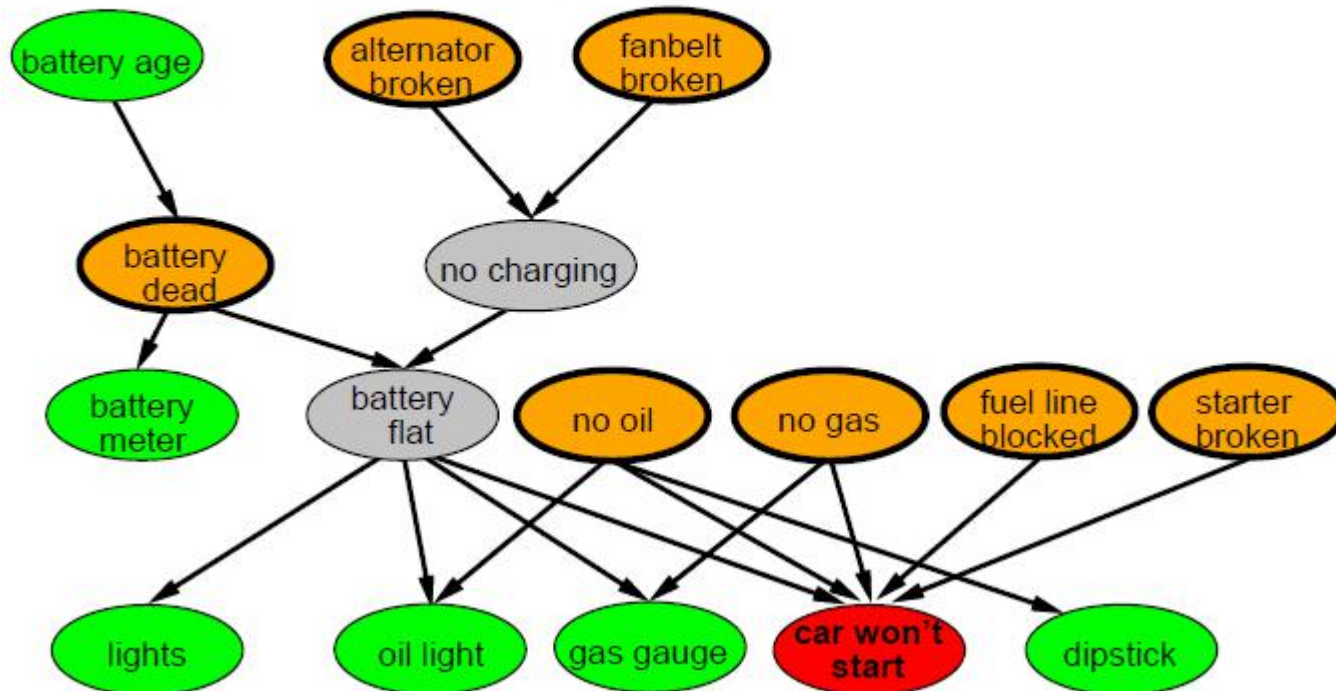 battery age
alternator
broken
fanbelt
broken
battery
dead
no charging
battery
meter
battery
flat
no oil
no gas
fuel line
blocked
starter
broken
lights
oil light
gas gauge
car won't
start
dipstick